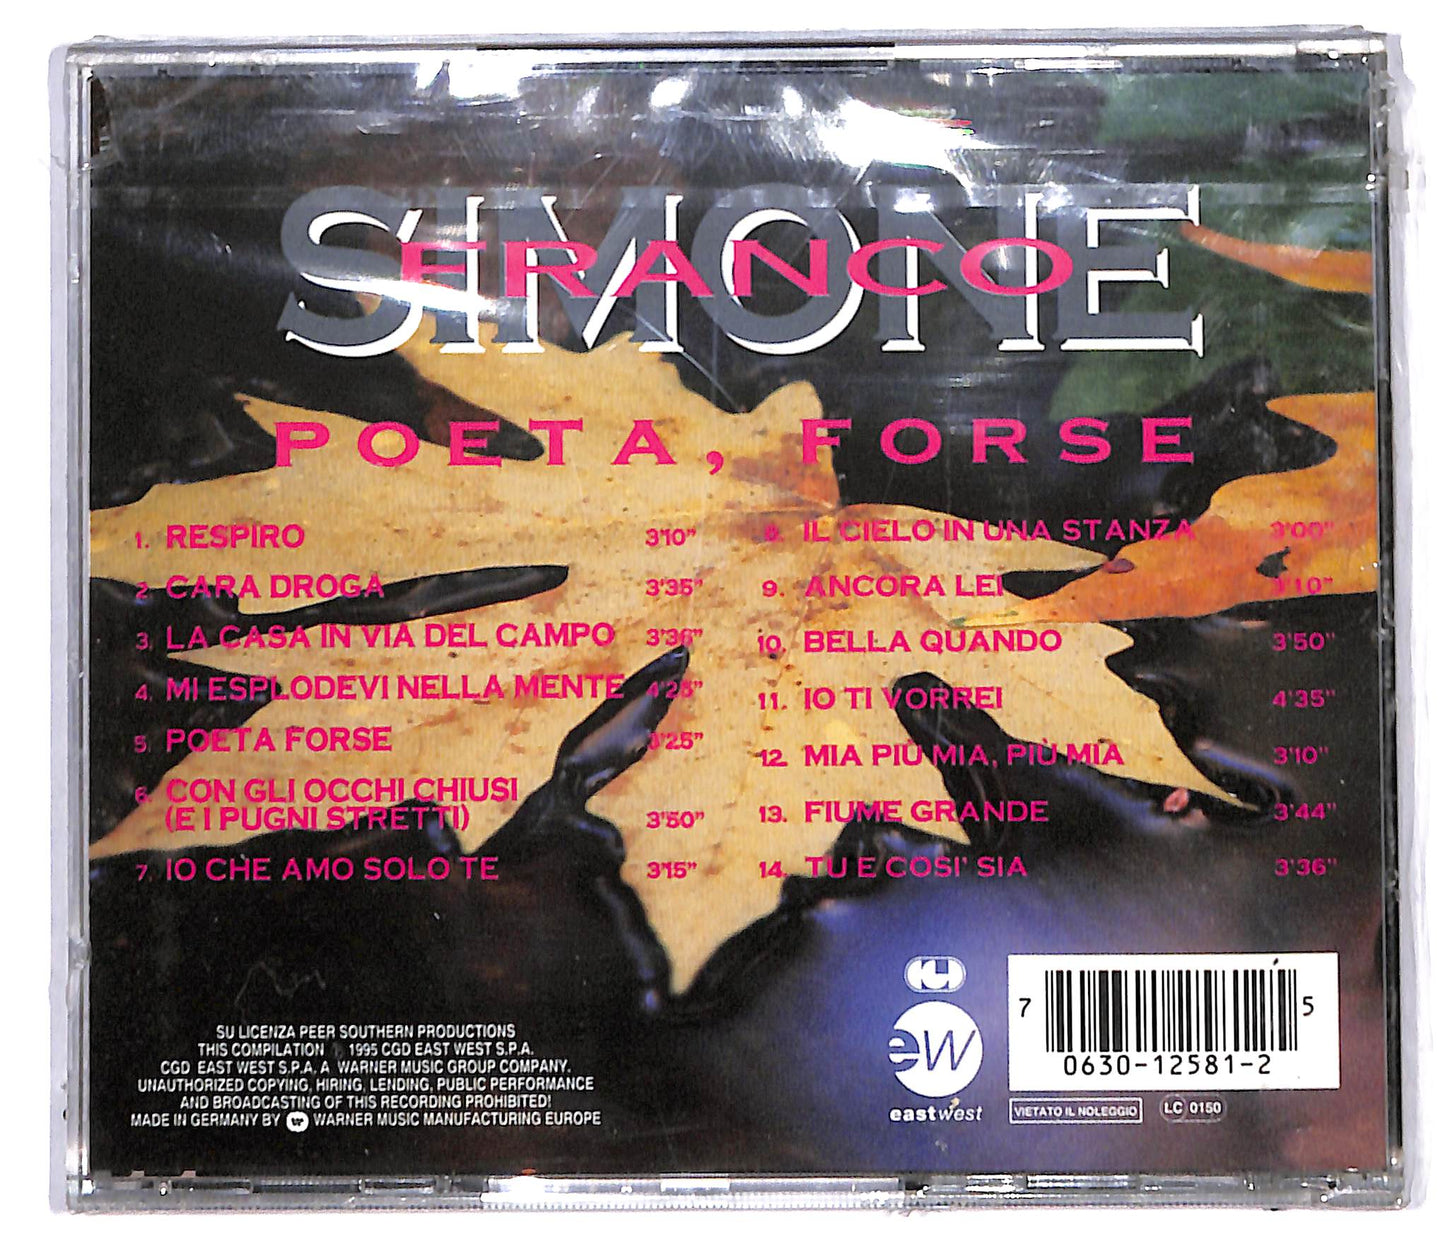 SIMONE
FRANCO
POETA, FORSE
1. RESPIRO 3'10"
2. CARA DROGA 3'35"
3. LA CASA IN VIA DEL CAMPO 3'36"
4. MI ESPLODEVI NELLA MENTE 4'25"
5. POETA FORSE 3'25"
6. CON GLI OCCHI CHIUSI
(E I PUGNI STRETTI) 3'50"
7. IO CHE AMO SOLO TE 3'15"
8. IL CIELO IN UNA STANZA 3'00"
9. ANCORA LEI 3'10"
10. BELLA QUANDO 3'50"
11. IO TI VORREI 4'35"
12. MIA PIÙ MIA, PIÙ MIA 3'10"
13. FIUME GRANDE 3'44"
14. TU E COSI' SIA 3'36"
SU LICENZA PEER SOUTHERN PRODUCTIONS
THIS COMPILATION 1995 CGD EAST WEST S.P.A.
CGD EAST WEST S.P.A. A WARNER MUSIC GROUP COMPANY.
UNAUTHORIZED COPYING, HIRING, LENDING, PUBLIC PERFORMANCE
AND BROADCASTING OF THIS RECORDING PROHIBITED!
MADE IN GERMANY BY WARNER MUSIC MANUFACTURING EUROPE
ew
eastwest
7 5
0630-12581-2
VIETATO IL NOLEGGIO
LC 0150